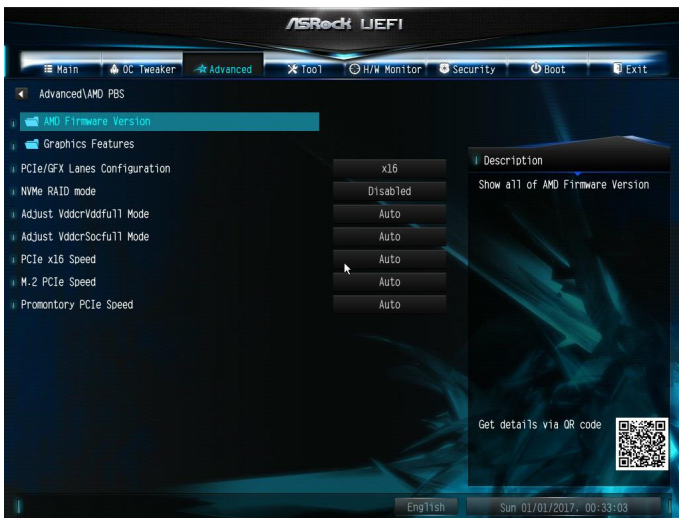 ASRock UEFI
Main OC Tweaker Advanced Tool H/W Monitor Security Boot Exit
Advanced\AMD PBS
AMD Firmware Version
Graphics Features
PCIe/GFX Lanes Configuration x16
NVMe RAID mode Disabled
Adjust VddcrVddfull Mode Auto
Adjust VddcrSocfull Mode Auto
PCIe x16 Speed Auto
M.2 PCIe Speed Auto
Promontory PCIe Speed Auto
Description
Show all of AMD Firmware Version
Get details via QR code
English
Sun 01/01/2017. 00:33:03